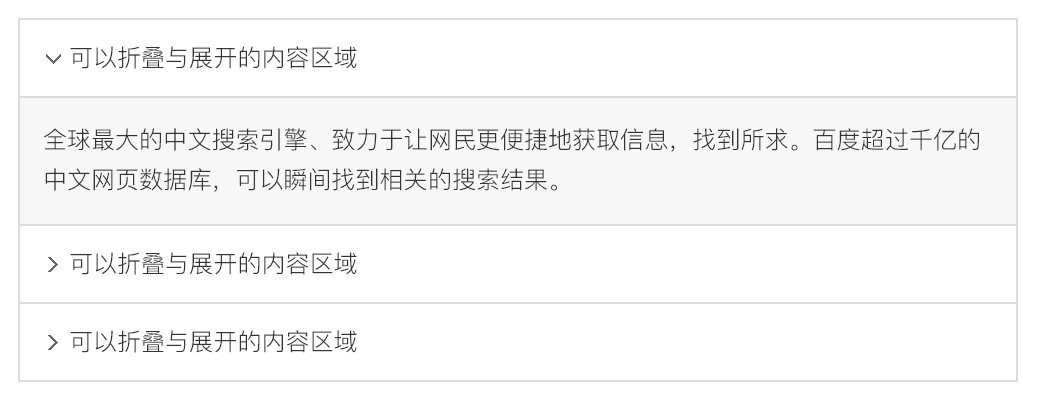 可以折叠与展开的内容区域
全球最大的中文搜索引擎、致力于让网民更便捷地获取信息，找到所求。百度超过千亿的
中文网页数据库，可以瞬间找到相关的搜索结果。
可以折叠与展开的内容区域
可以折叠与展开的内容区域